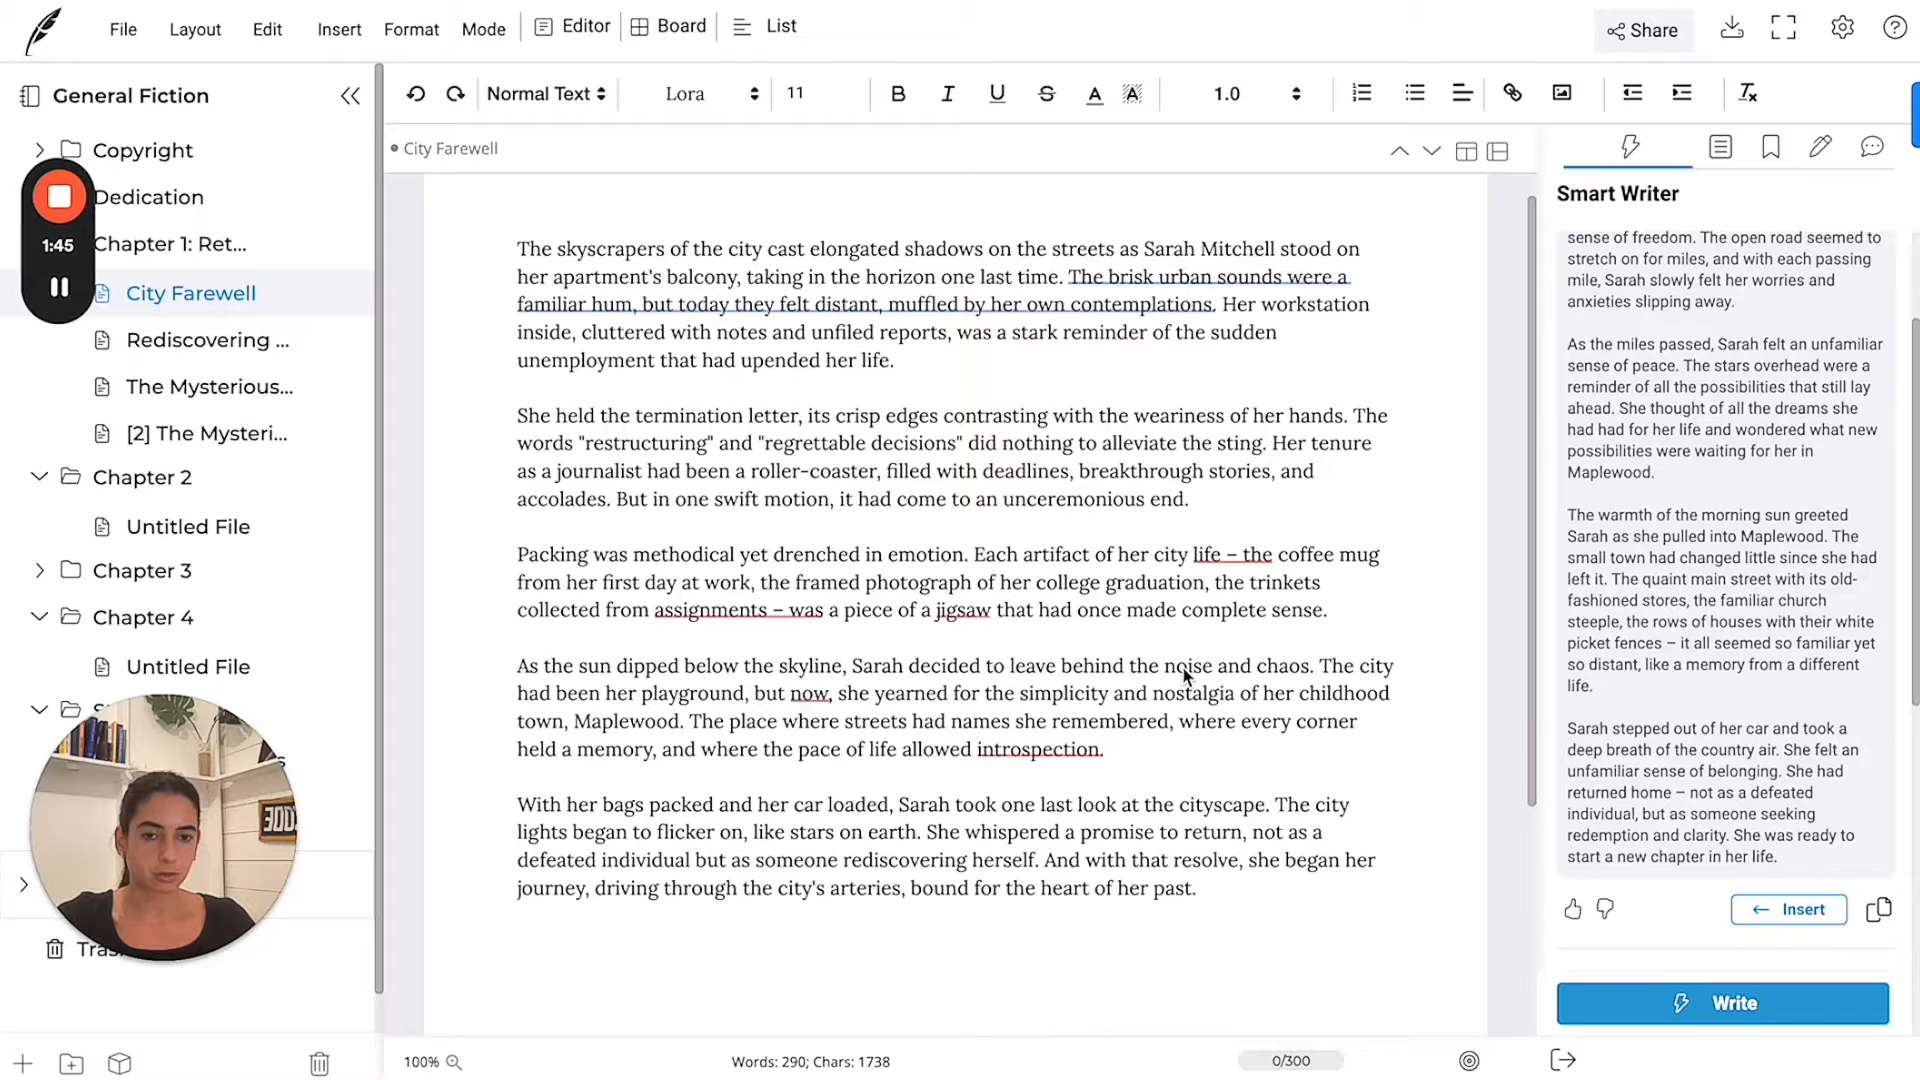 File Layout Edit Insert Format Mode Editor Board List Share
General Fiction
Copyright
Dedication
Chapter 1: Ret...
1:45
City Farewell
Rediscovering ...
The Mysterious...
[2] The Mysteri...
Chapter 2
Untitled File
Chapter 3
Chapter 4
Untitled File
Normal Text Lora 11 B I U S A A 1.0
City Farewell
The skyscrapers of the city cast elongated shadows on the streets as Sarah Mitchell stood on
her apartment's balcony, taking in the horizon one last time. The brisk urban sounds were a
familiar hum, but today they felt distant, muffled by her own contemplations. Her workstation
inside, cluttered with notes and unfiled reports, was a stark reminder of the sudden
unemployment that had upended her life.
She held the termination letter, its crisp edges contrasting with the weariness of her hands. The
words "restructuring" and "regrettable decisions" did nothing to alleviate the sting. Her tenure
as a journalist had been a roller-coaster, filled with deadlines, breakthrough stories, and
accolades. But in one swift motion, it had come to an unceremonious end.
Packing was methodical yet drenched in emotion. Each artifact of her city life – the coffee mug
from her first day at work, the framed photograph of her college graduation, the trinkets
collected from assignments – was a piece of a jigsaw that had once made complete sense.
As the sun dipped below the skyline, Sarah decided to leave behind the noise and chaos. The city
had been her playground, but now, she yearned for the simplicity and nostalgia of her childhood
town, Maplewood. The place where streets had names she remembered, where every corner
held a memory, and where the pace of life allowed introspection.
With her bags packed and her car loaded, Sarah took one last look at the cityscape. The city
lights began to flicker on, like stars on earth. She whispered a promise to return, not as a
defeated individual but as someone rediscovering herself. And with that resolve, she began her
journey, driving through the city's arteries, bound for the heart of her past.
100%
Words: 290; Chars: 1738
0/300
Smart Writer
sense of freedom. The open road seemed to
stretch on for miles, and with each passing
mile, Sarah slowly felt her worries and
anxieties slipping away.
As the miles passed, Sarah felt an unfamiliar
sense of peace. The stars overhead were a
reminder of all the possibilities that still lay
ahead. She thought of all the dreams she
had had for her life and wondered what new
possibilities were waiting for her in
Maplewood.
The warmth of the morning sun greeted
Sarah as she pulled into Maplewood. The
small town had changed little since she had
left it. The quaint main street with its old-
fashioned stores, the familiar church
steeple, the rows of houses with their white
picket fences – it all seemed so familiar yet
so distant, like a memory from a different
life.
Sarah stepped out of her car and took a
deep breath of the country air. She felt an
unfamiliar sense of belonging. She had
returned home – not as a defeated
individual, but as someone seeking
redemption and clarity. She was ready to
start a new chapter in her life.
Insert
Write